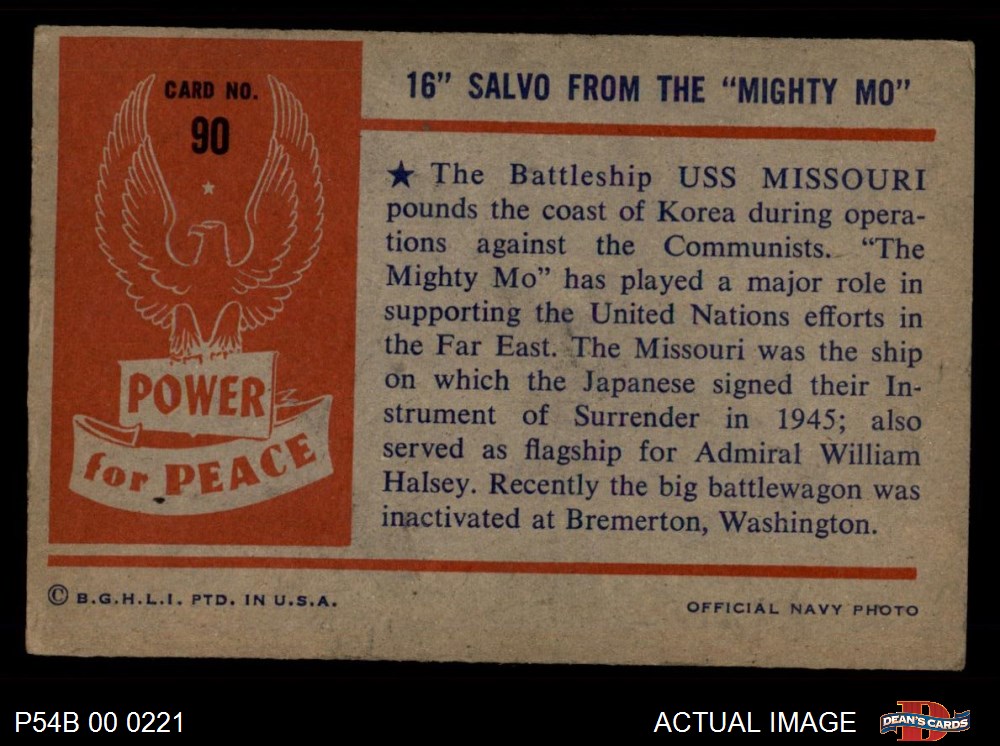 CARD NO.
90
POWER
for PEACE
16" SALVO FROM THE "MIGHTY MO"
★ The Battleship USS MISSOURI
pounds the coast of Korea during opera-
tions against the Communists. "The
Mighty Mo" has played a major role in
supporting the United Nations efforts in
the Far East. The Missouri was the ship
on which the Japanese signed their In-
strument of Surrender in 1945; also
served as flagship for Admiral William
Halsey. Recently the big battlewagon was
inactivated at Bremerton, Washington.
© B.G.H.L.I. PTD. IN U.S.A.
OFFICIAL NAVY PHOTO
P54B 00 0221
ACTUAL IMAGE
D
DEAN'S CARDS